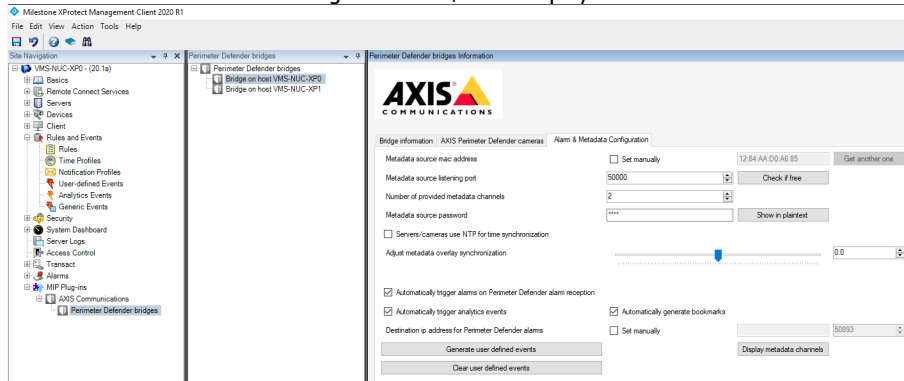 Milestone XProtect Management Client 2020 R1
File Edit View Action Tools Help
Site Navigation
VMS-NUC-XP0 - (20.1a)
Basics
Remote Connect Services
Servers
Devices
Client
Rules and Events
Rules
Time Profiles
Notification Profiles
User-defined Events
Analytics Events
Generic Events
Security
System Dashboard
Server Logs
Access Control
Transact
Alarms
MIP Plug-ins
AXIS Communications
Perimeter Defender bridges
Perimeter Defender bridges
Perimeter Defender bridges
Bridge on host VMS-NUC-XP0
Bridge on host VMS-NUC-XP1
Perimeter Defender bridges Information
AXIS
COMMUNICATIONS
Bridge information AXIS Perimeter Defender cameras Alarm & Metadata Configuration
Metadata source mac address Set manually 12:84:AA:D0:A6:85 Get another one
Metadata source listening port 50000 Check if free
Number of provided metadata channels 2
Metadata source password **** Show in plaintext
Servers/cameras use NTP for time synchronization
Adjust metadata overlay synchronization 0.0
Automatically trigger alarms on Perimeter Defender alarm reception
Automatically trigger analytics events Automatically generate bookmarks
Destination ip address for Perimeter Defender alarms Set manually 50893
Generate user defined events Display metadata channels
Clear user defined events